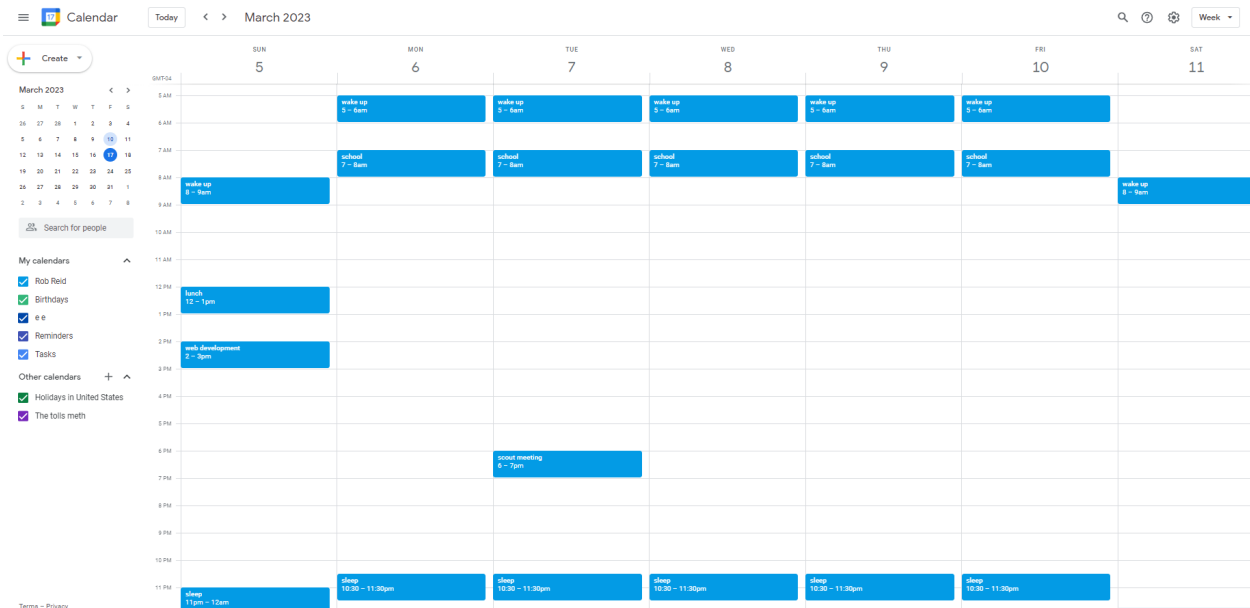 Calendar
Today
March 2023
Week
Create
SUN
MON
TUE
WED
THU
FRI
SAT
5
6
7
8
9
10
11
GMT-04
March 2023
S M T W T F S
26 27 28 1 2 3 4
5 6 7 8 9 10 11
12 13 14 15 16 17 18
19 20 21 22 23 24 25
26 27 28 29 30 31 1
2 3 4 5 6 7 8
Search for people
My calendars
Rob Reid
Birthdays
e e
Reminders
Tasks
Other calendars
Holidays in United States
The tolls meth
Terms – Privacy
5 AM
6 AM
7 AM
8 AM
9 AM
10 AM
11 AM
12 PM
1 PM
2 PM
3 PM
4 PM
5 PM
6 PM
7 PM
8 PM
9 PM
10 PM
11 PM
wake up
8 – 9am
lunch
12 – 1pm
web development
2 – 3pm
sleep
11pm – 12am
wake up
5 – 6am
school
7 – 8am
sleep
10:30 – 11:30pm
wake up
5 – 6am
school
7 – 8am
scout meeting
6 – 7pm
sleep
10:30 – 11:30pm
wake up
5 – 6am
school
7 – 8am
sleep
10:30 – 11:30pm
wake up
5 – 6am
school
7 – 8am
sleep
10:30 – 11:30pm
wake up
5 – 6am
school
7 – 8am
sleep
10:30 – 11:30pm
wake up
8 – 9am